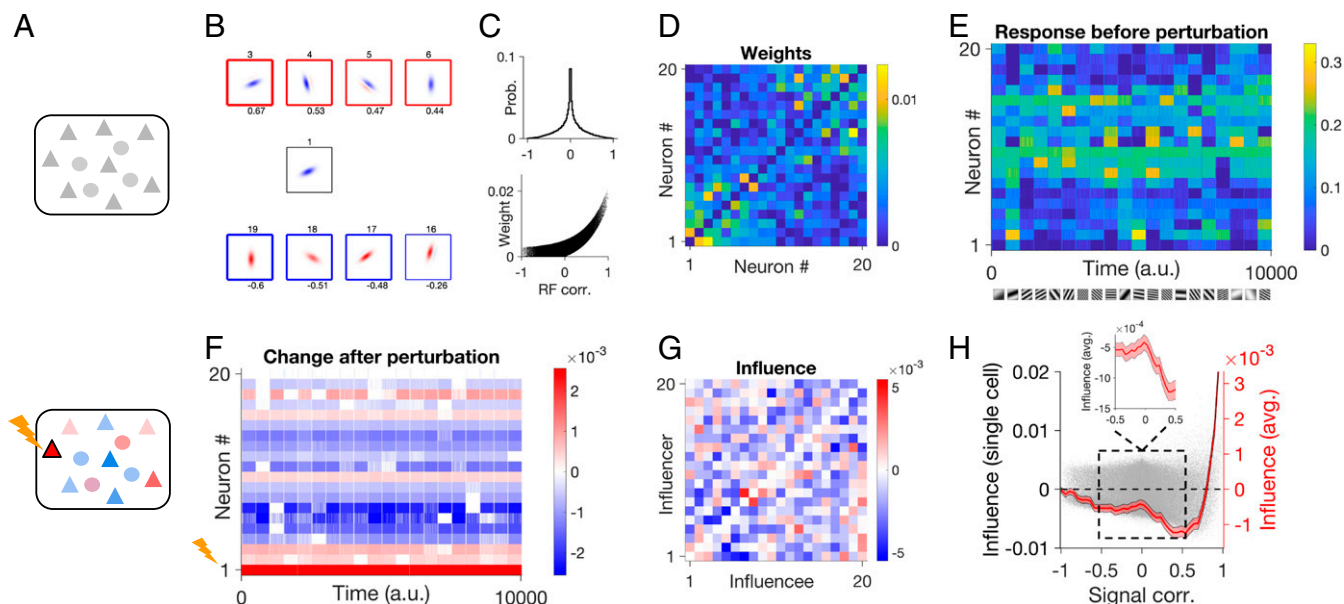 A
B
3 4 5 6
0.67 0.53 0.47 0.44
1
19 18 17 16
-0.6 -0.51 -0.48 -0.26
C
0.1
Prob.
0
-1 0 1
0.02
Weight
0
-1 0 1
RF corr.
D
Weights
20
Neuron #
1
1 20
Neuron #
0.01
0
E
Response before perturbation
20
Neuron #
1
0 10000
Time (a.u.)
0.3
0.2
0.1
0
F
Change after perturbation
20
Neuron #
1
0 10000
Time (a.u.)
×10⁻³
2
1
0
-1
-2
G
Influence
20
Influencer
1
1 20
Influencee
×10⁻³
5
0
-5
H
×10⁻⁴
Influence (avg.)
-5
-10
-15
-0.5 0 0.5
0.02
0.01
0
-0.01
Influence (single cell)
-1 -0.5 0 0.5 1
Signal corr.
×10⁻³
3
2
1
0
-1
Influence (avg.)